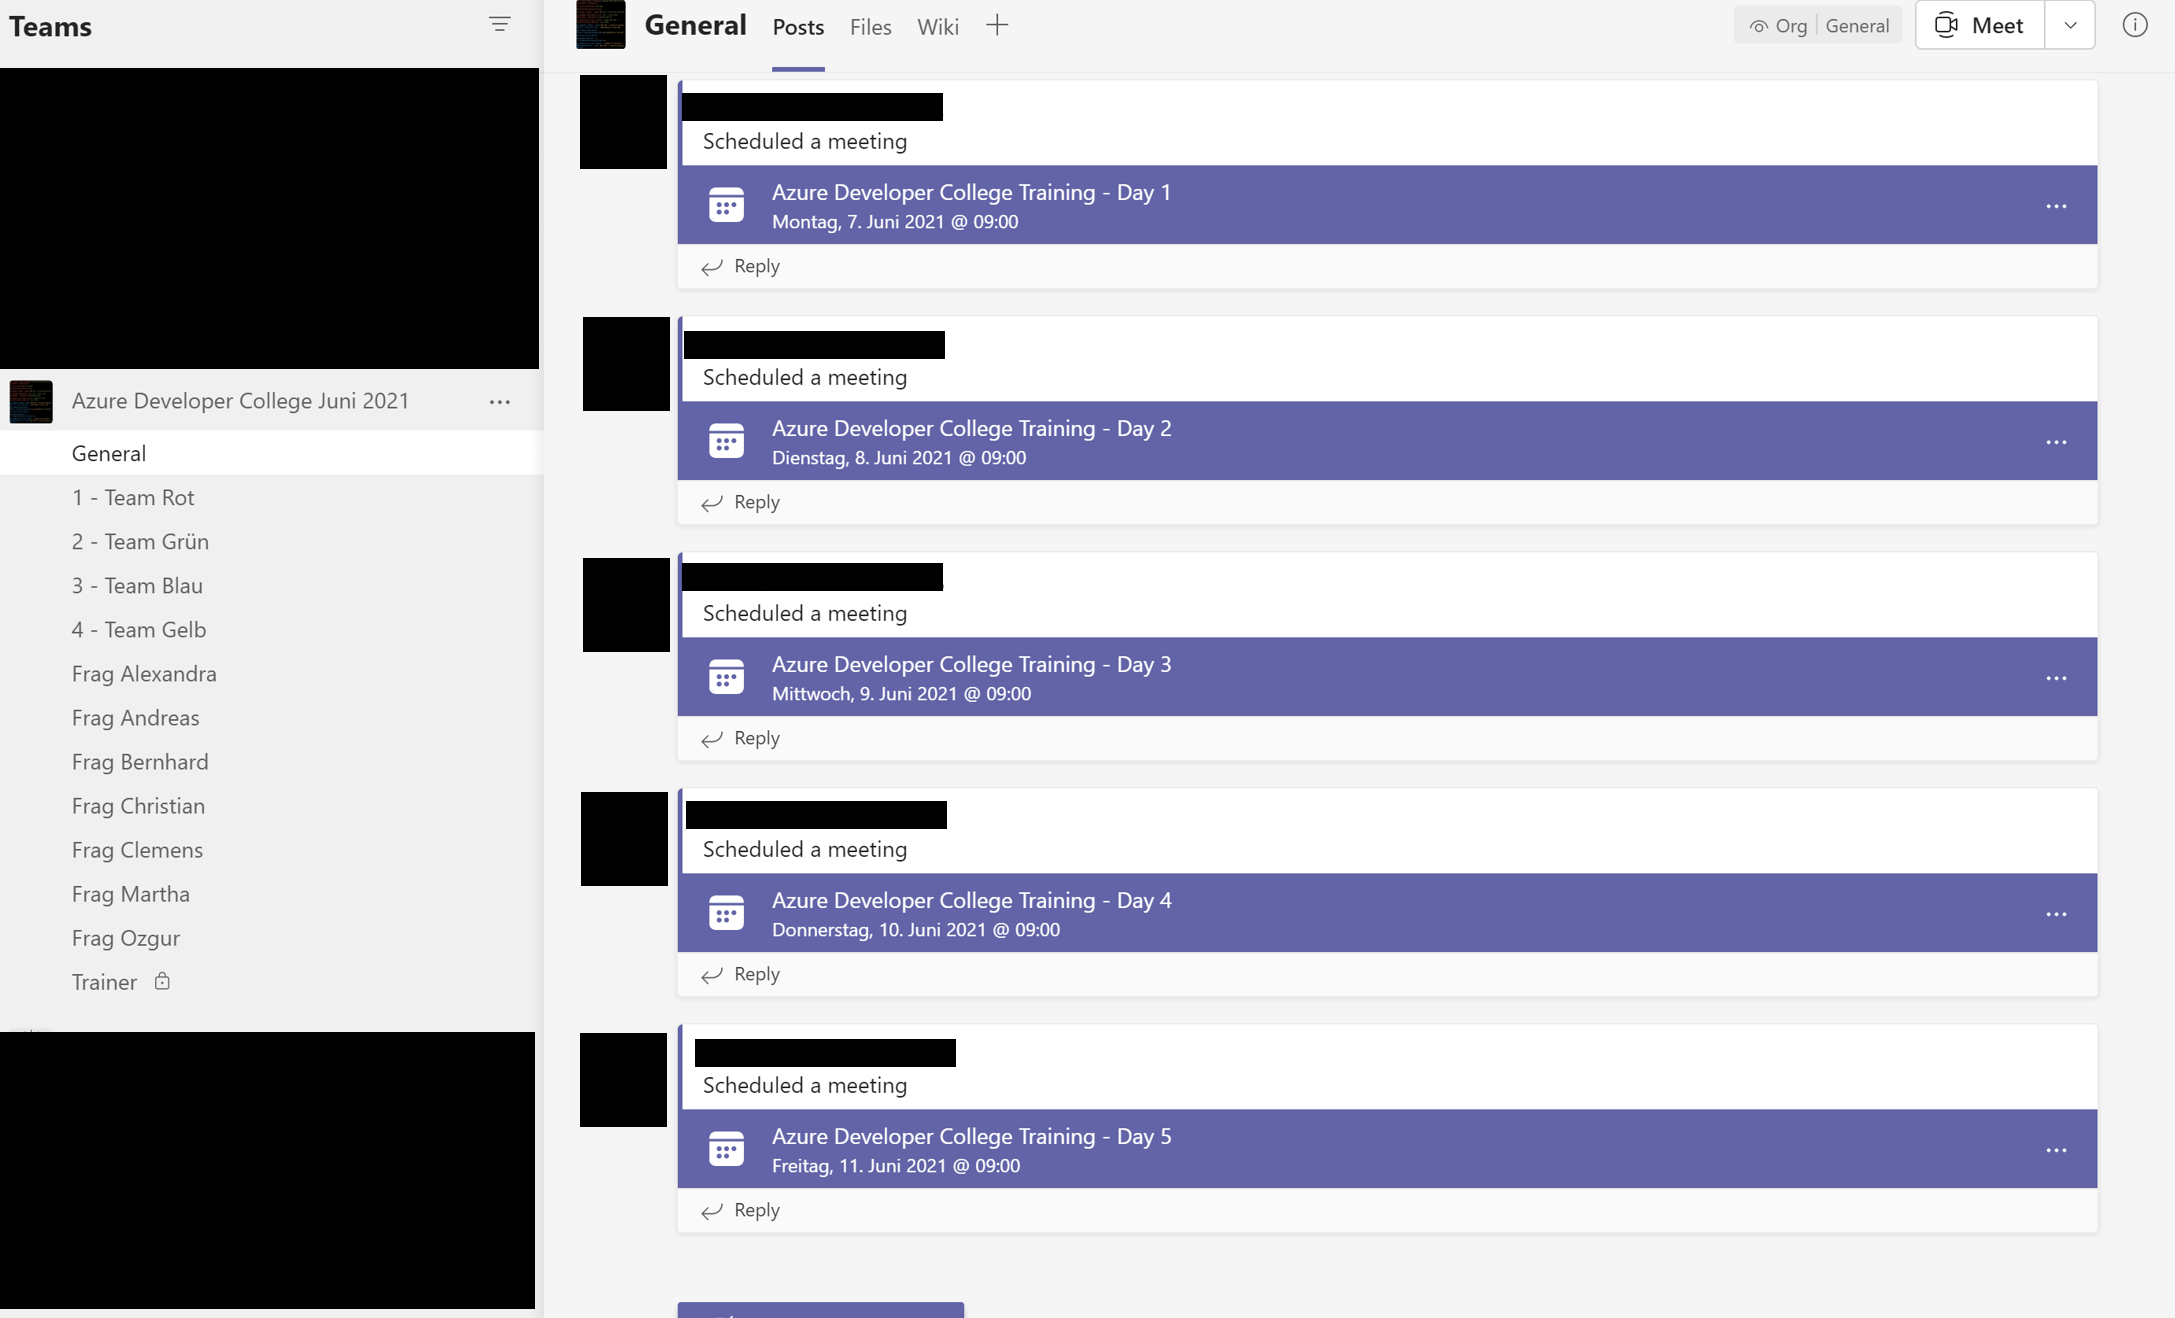 Teams
Azure Developer College Juni 2021
General
1 - Team Rot
2 - Team Grün
3 - Team Blau
4 - Team Gelb
Frag Alexandra
Frag Andreas
Frag Bernhard
Frag Christian
Frag Clemens
Frag Martha
Frag Ozgur
Trainer
General Posts Files Wiki
Org General Meet
Scheduled a meeting
Azure Developer College Training - Day 1
Montag, 7. Juni 2021 @ 09:00
Reply
Scheduled a meeting
Azure Developer College Training - Day 2
Dienstag, 8. Juni 2021 @ 09:00
Reply
Scheduled a meeting
Azure Developer College Training - Day 3
Mittwoch, 9. Juni 2021 @ 09:00
Reply
Scheduled a meeting
Azure Developer College Training - Day 4
Donnerstag, 10. Juni 2021 @ 09:00
Reply
Scheduled a meeting
Azure Developer College Training - Day 5
Freitag, 11. Juni 2021 @ 09:00
Reply